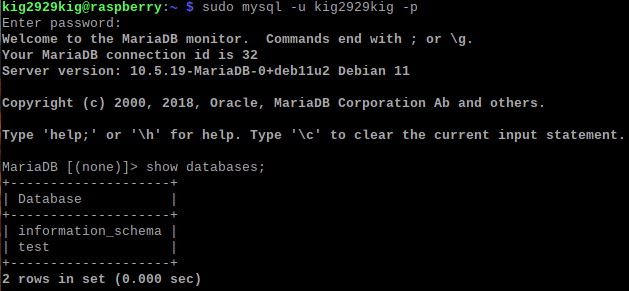 kig2929kig@raspberry:~ $ sudo mysql -u kig2929kig -p
Enter password:
Welcome to the MariaDB monitor.  Commands end with ; or \g.
Your MariaDB connection id is 32
Server version: 10.5.19-MariaDB-0+deb11u2 Debian 11

Copyright (c) 2000, 2018, Oracle, MariaDB Corporation Ab and others.

Type 'help;' or '\h' for help. Type '\c' to clear the current input statement.

MariaDB [(none)]> show databases;
+--------------------+
| Database           |
+--------------------+
| information_schema |
| test               |
+--------------------+
2 rows in set (0.000 sec)